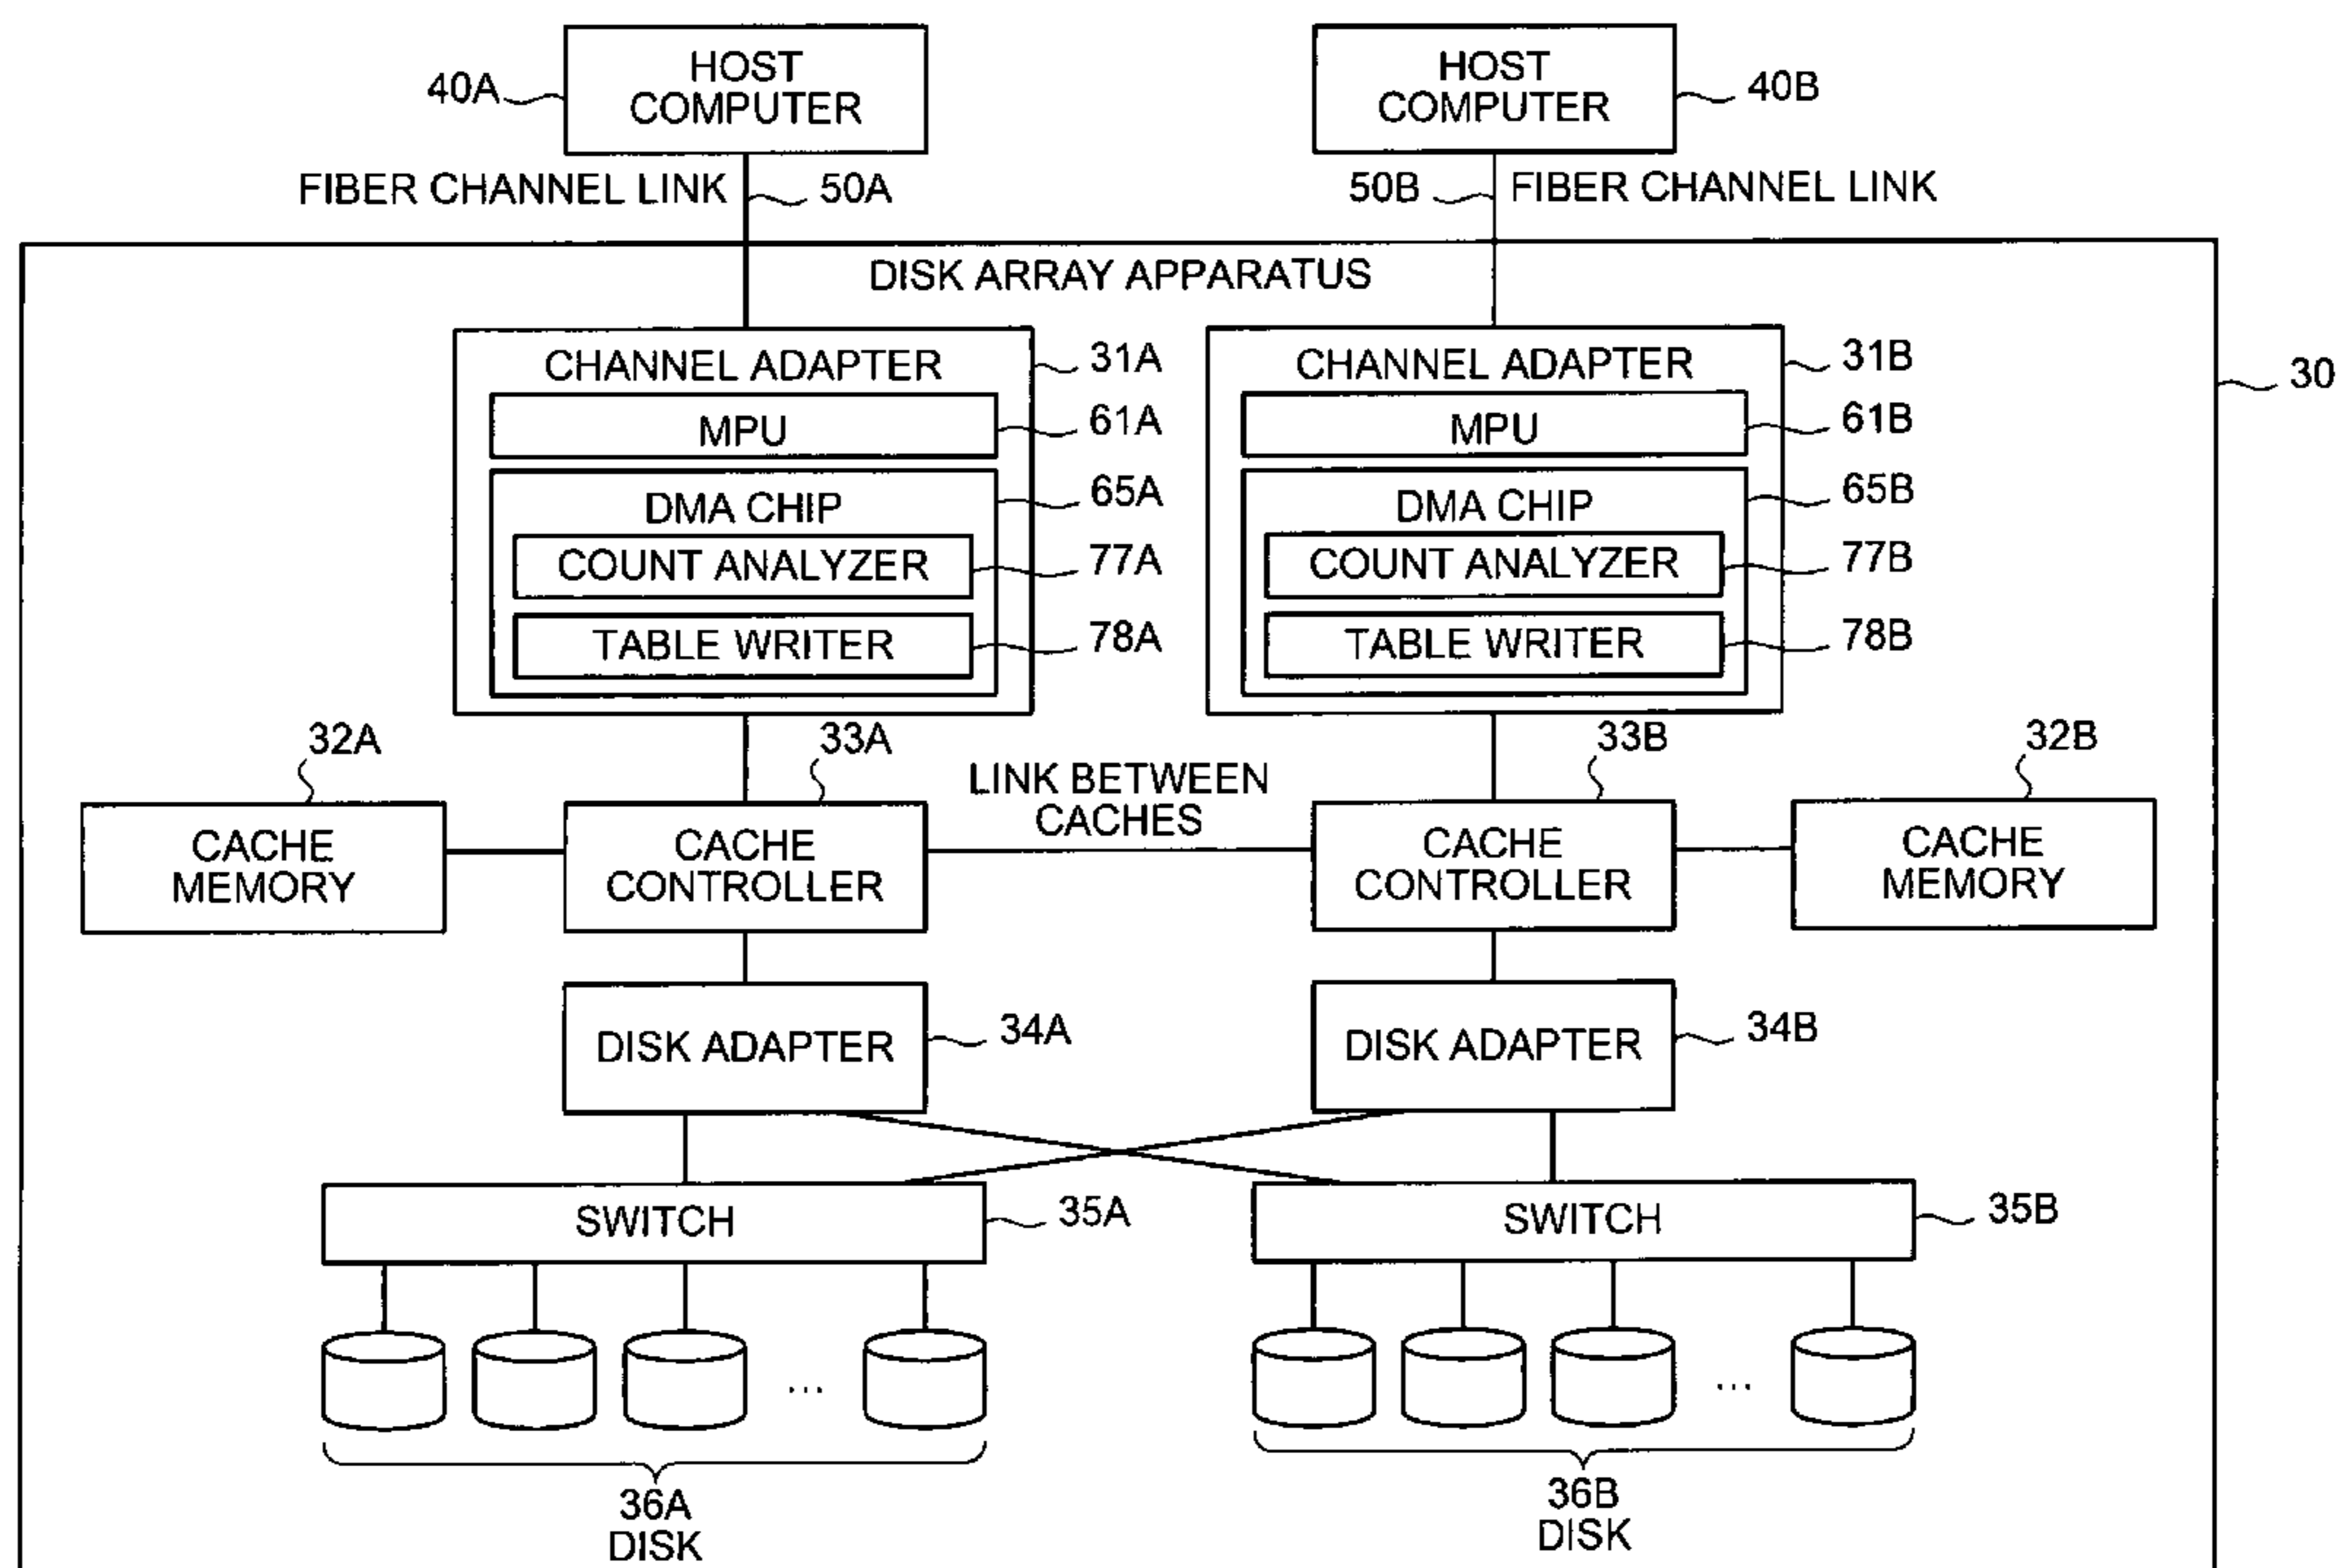 HOST
COMPUTER
40A
HOST
COMPUTER
40B
FIBER CHANNEL LINK
50A
50B
FIBER CHANNEL LINK
DISK ARRAY APPARATUS
30
CHANNEL ADAPTER
31A
MPU
61A
DMA CHIP
65A
COUNT ANALYZER
77A
TABLE WRITER
78A
CHANNEL ADAPTER
31B
MPU
61B
DMA CHIP
65B
COUNT ANALYZER
77B
TABLE WRITER
78B
32A
CACHE
MEMORY
33A
CACHE
CONTROLLER
LINK BETWEEN
CACHES
33B
CACHE
CONTROLLER
32B
CACHE
MEMORY
DISK ADAPTER
34A
DISK ADAPTER
34B
SWITCH
35A
SWITCH
35B
...
...
36A
DISK
36B
DISK